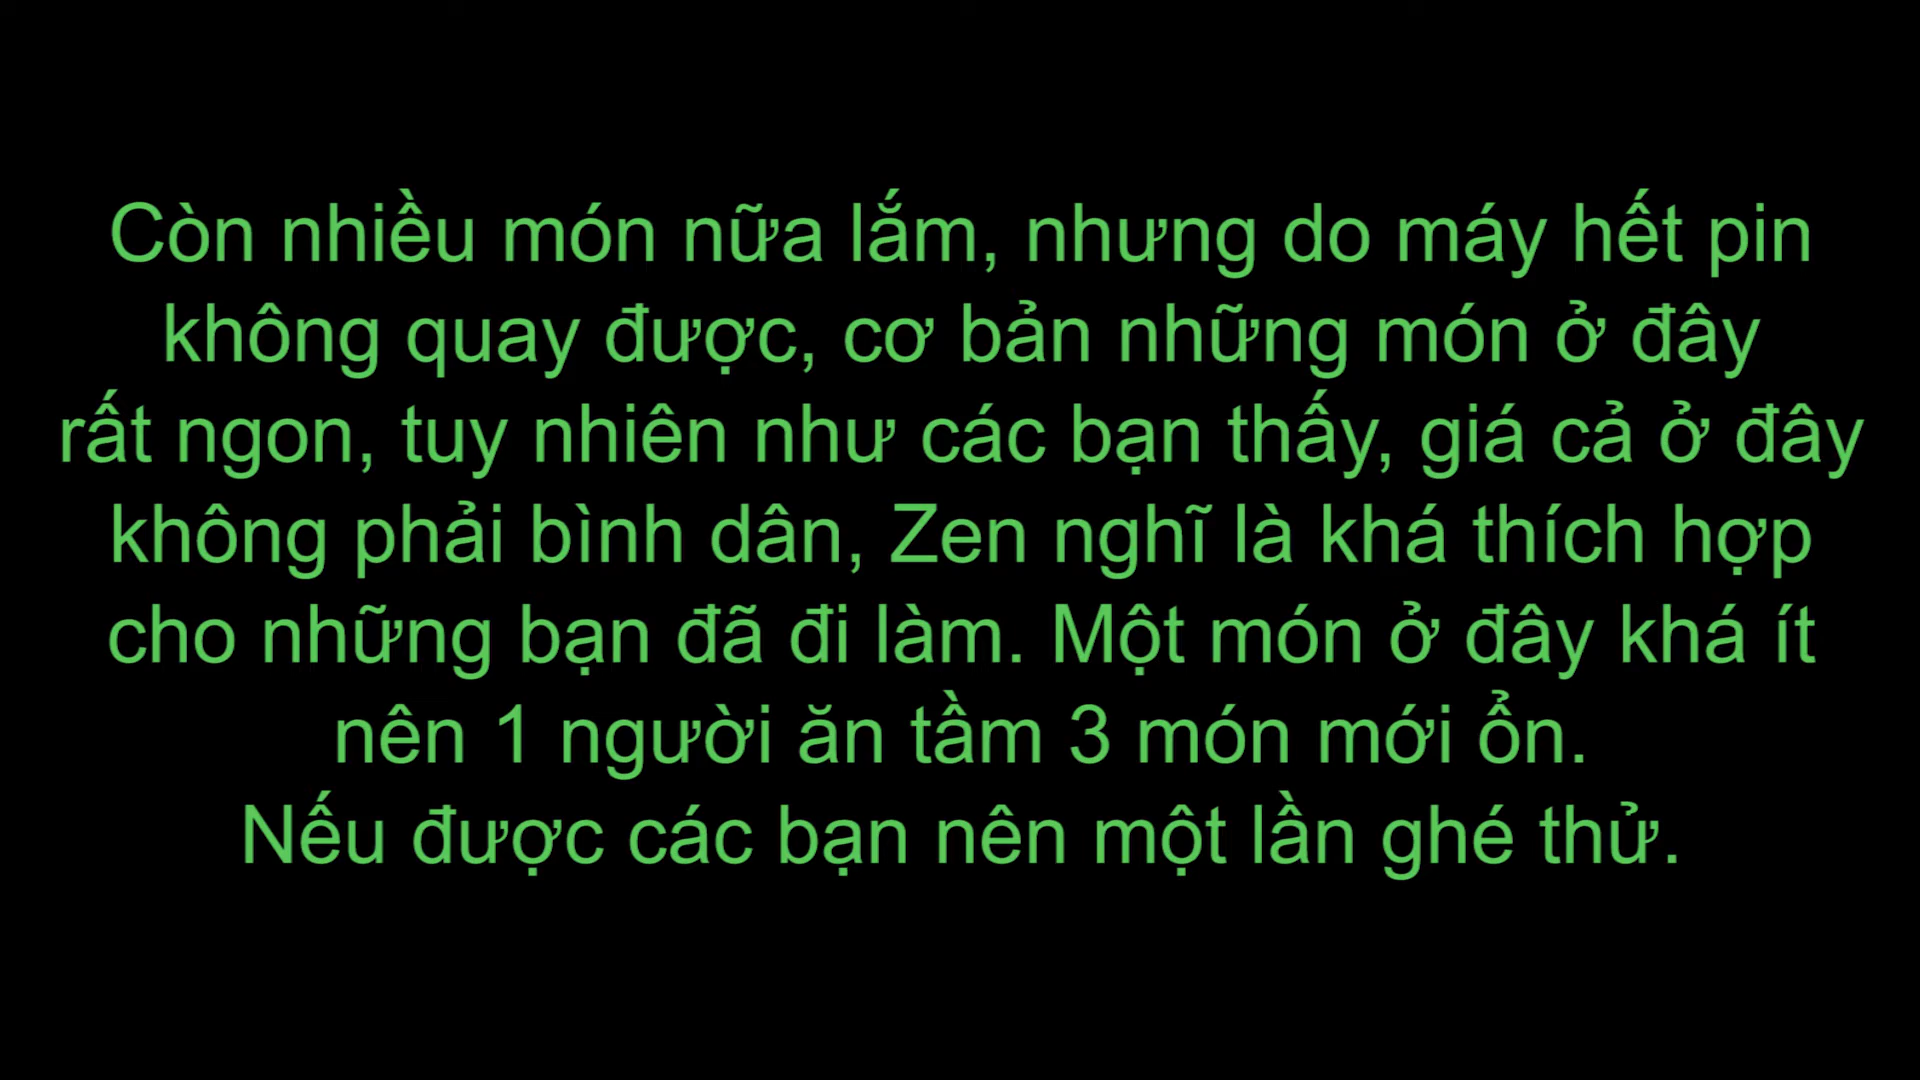 Còn nhiều món nữa lắm, nhưng do máy hết pin
không quay được, cơ bản những món ở đây
rất ngon, tuy nhiên như các bạn thấy, giá cả ở đây
không phải bình dân, Zen nghĩ là khá thích hợp
cho những bạn đã đi làm. Một món ở đây khá ít
nên 1 người ăn tầm 3 món mới ổn.
Nếu được các bạn nên một lần ghé thử.